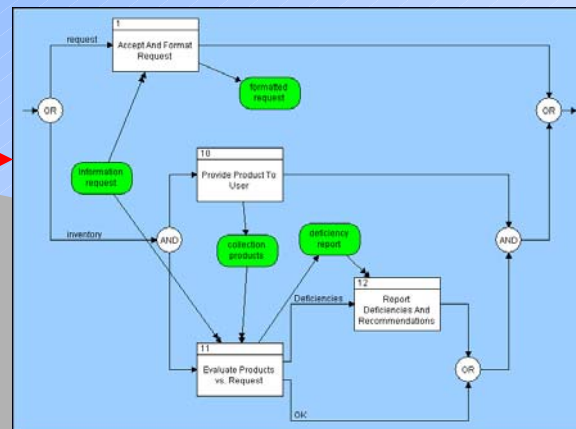 1
Accept And Format
Request
request
formatted
request
OR
OR
10
Provide Product To
User
information
request
inventory
AND
collection
products
deficiency
report
AND
12
Report
Deficiencies And
Recommendations
Deficiencies
11
Evaluate Products
vs. Request
OR
OK